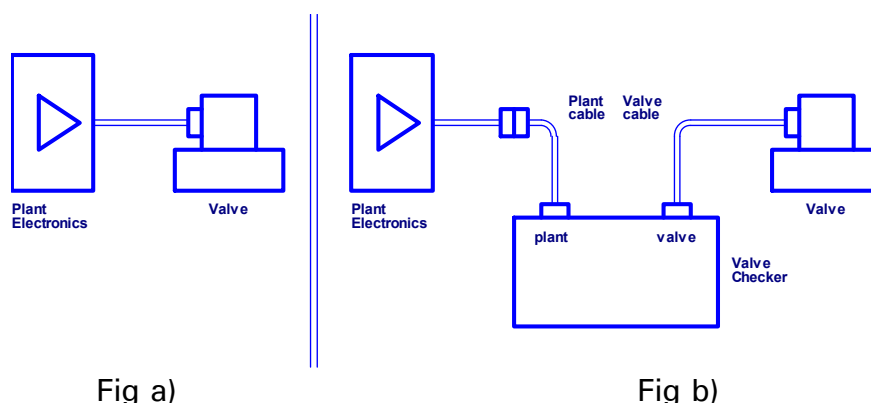 Plant
Electronics
Valve
Fig a)
Plant
cable
Valve
cable
Plant
Electronics
Valve
plant
valve
Valve
Checker
Fig b)